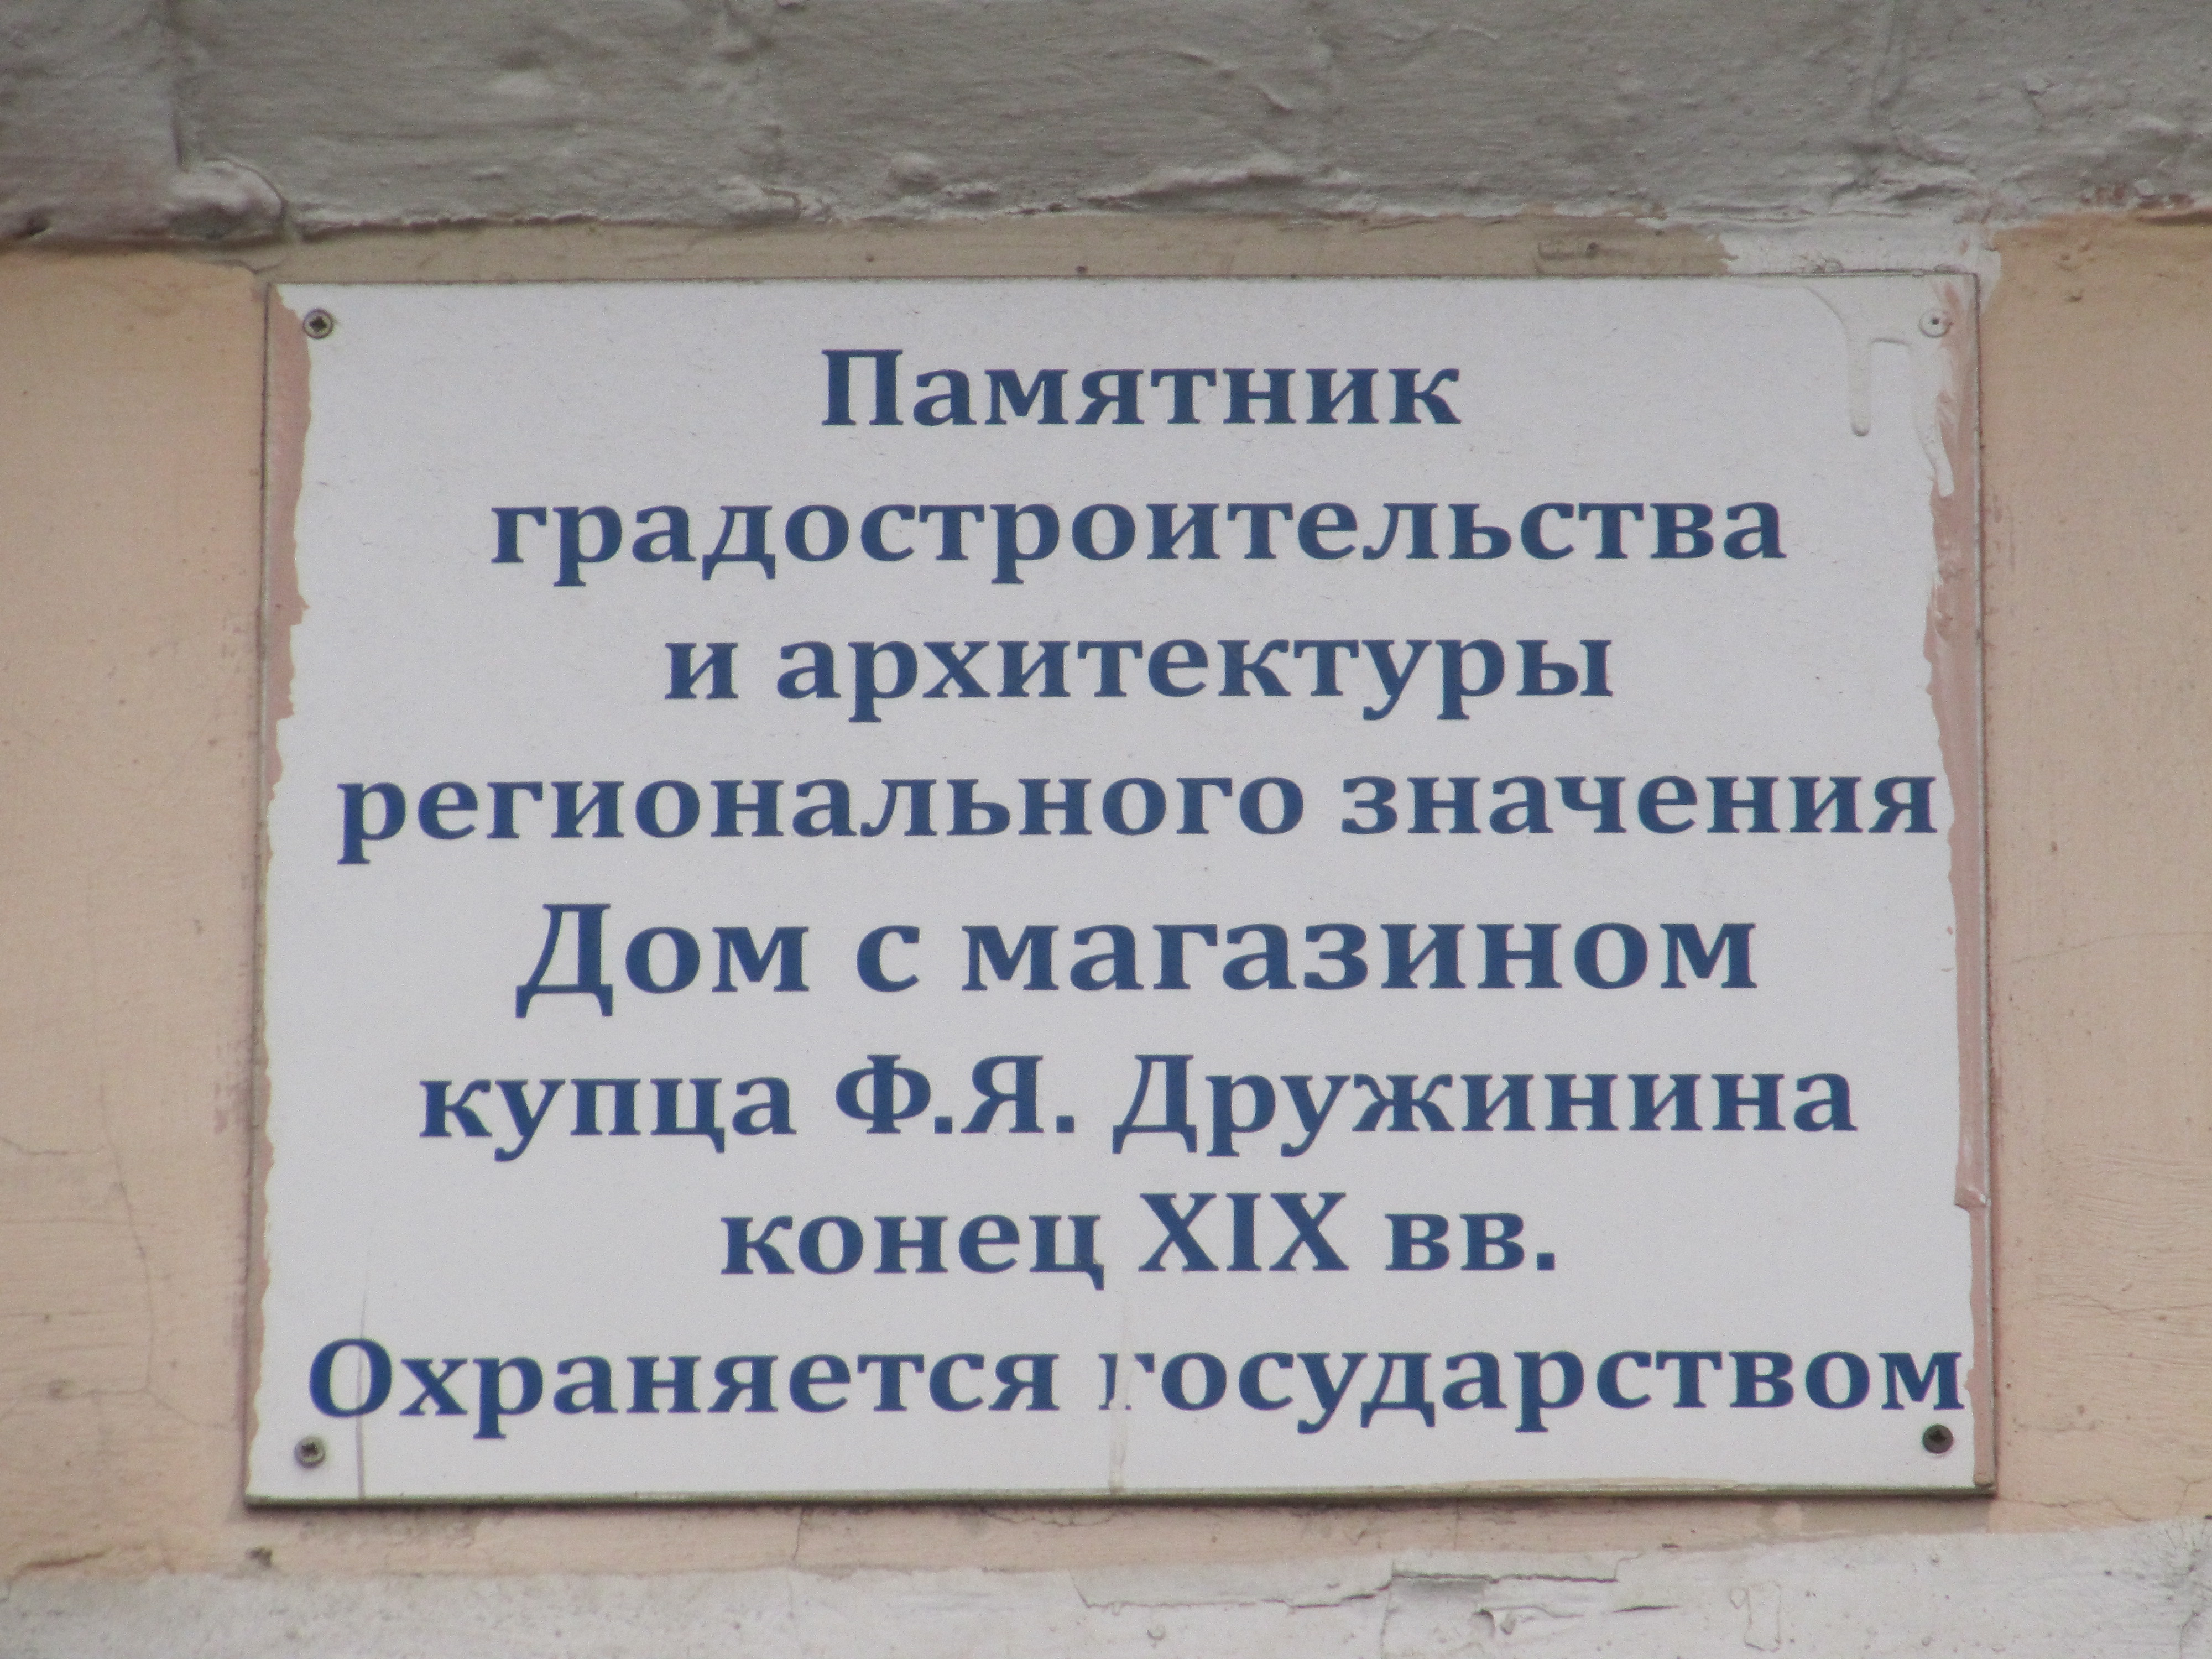 Памятник
градостроительства
и архитектуры
регионального значения
Дом с магазином
купца Ф.Я. Дружинина
конец XIX вв.
Охраняется государством